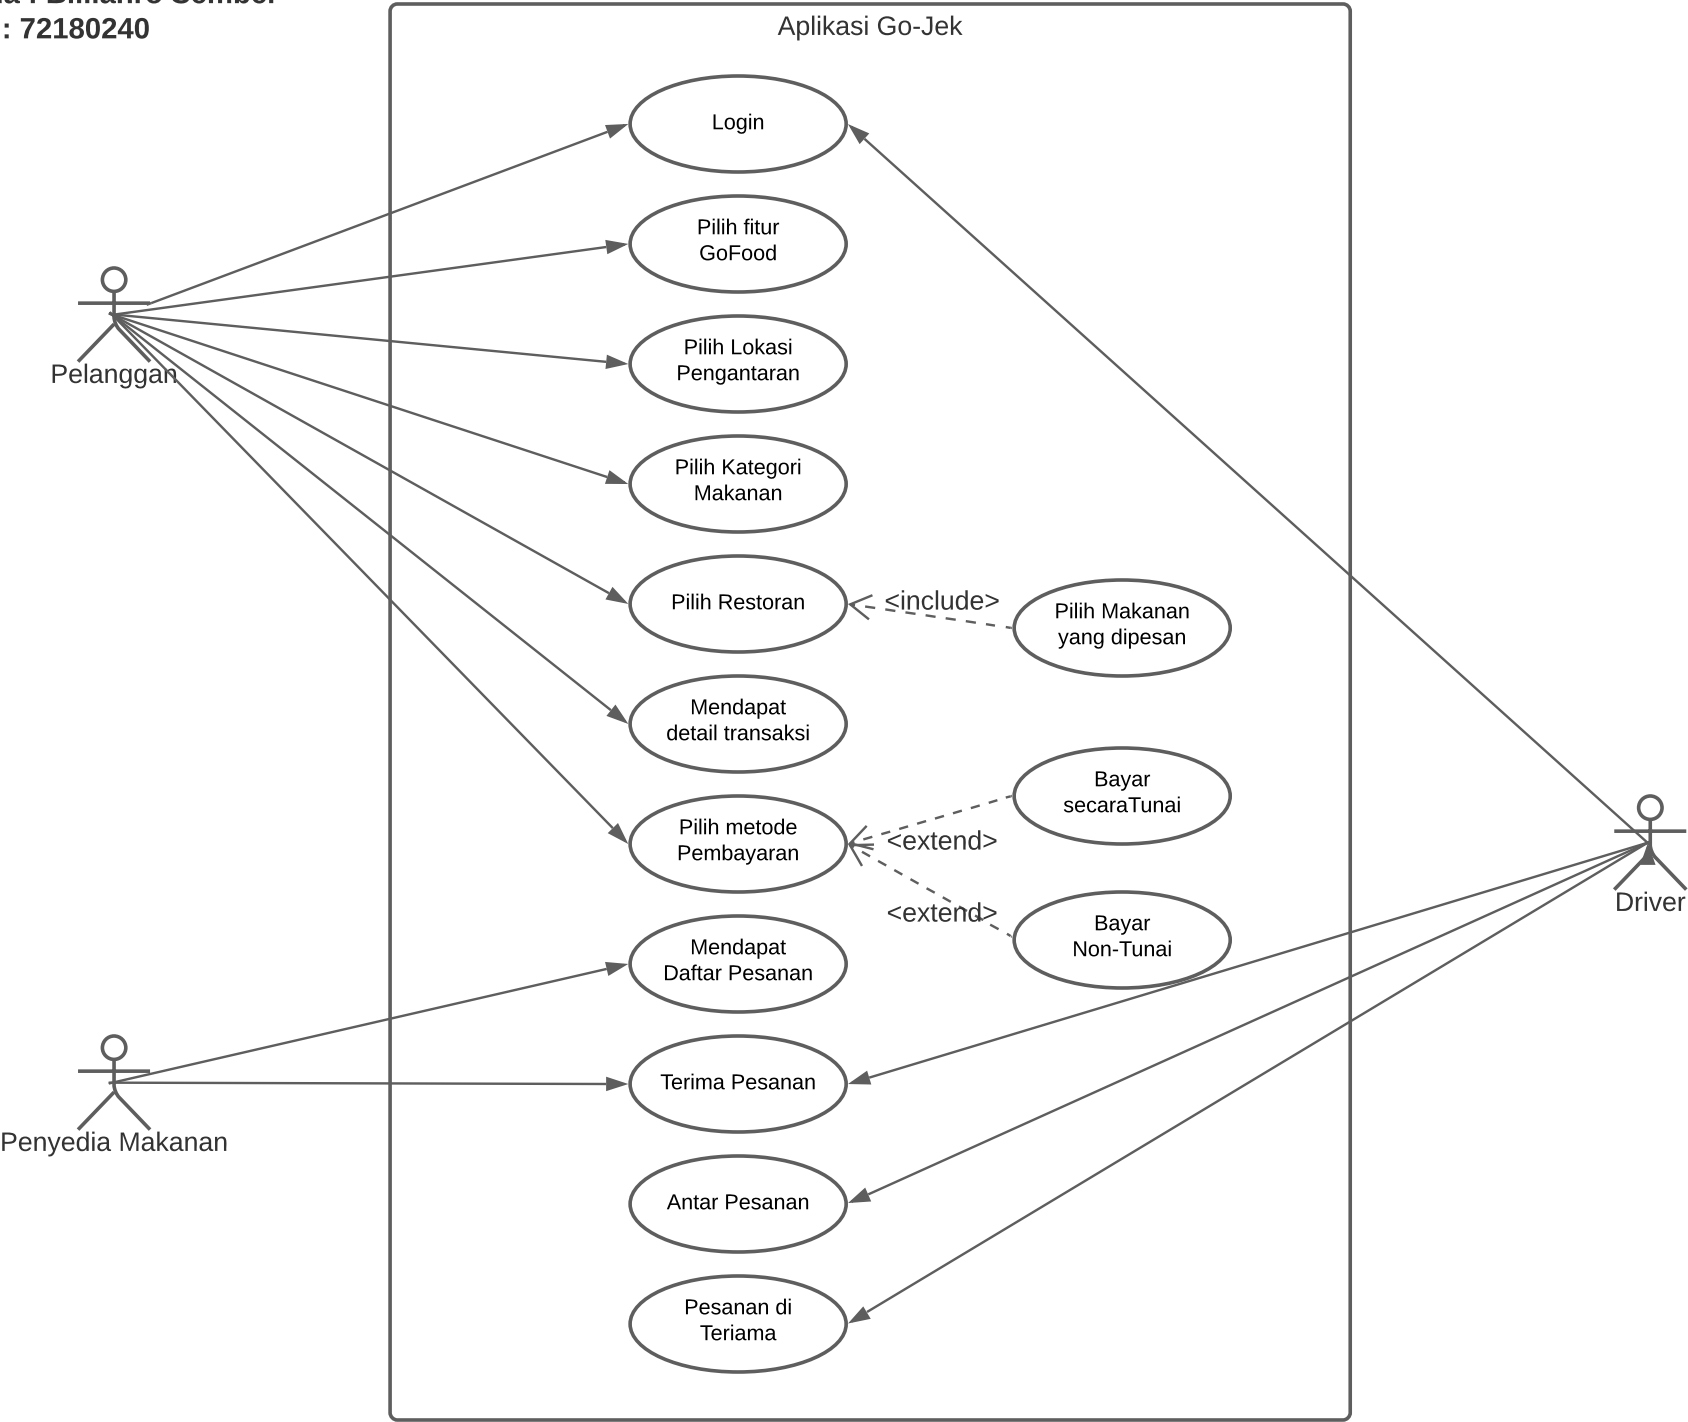 : 72180240
Aplikasi Go-Jek
Login
Pilih fitur
GoFood
Pelanggan
Pilih Lokasi
Pengantaran
Pilih Kategori
Makanan
Pilih Restoran
<include>
Pilih Makanan
yang dipesan
Mendapat
detail transaksi
Bayar
secaraTunai
Pilih metode
Pembayaran
<extend>
<extend>
Bayar
Non-Tunai
Driver
Mendapat
Daftar Pesanan
Penyedia Makanan
Terima Pesanan
Antar Pesanan
Pesanan di
Teriama